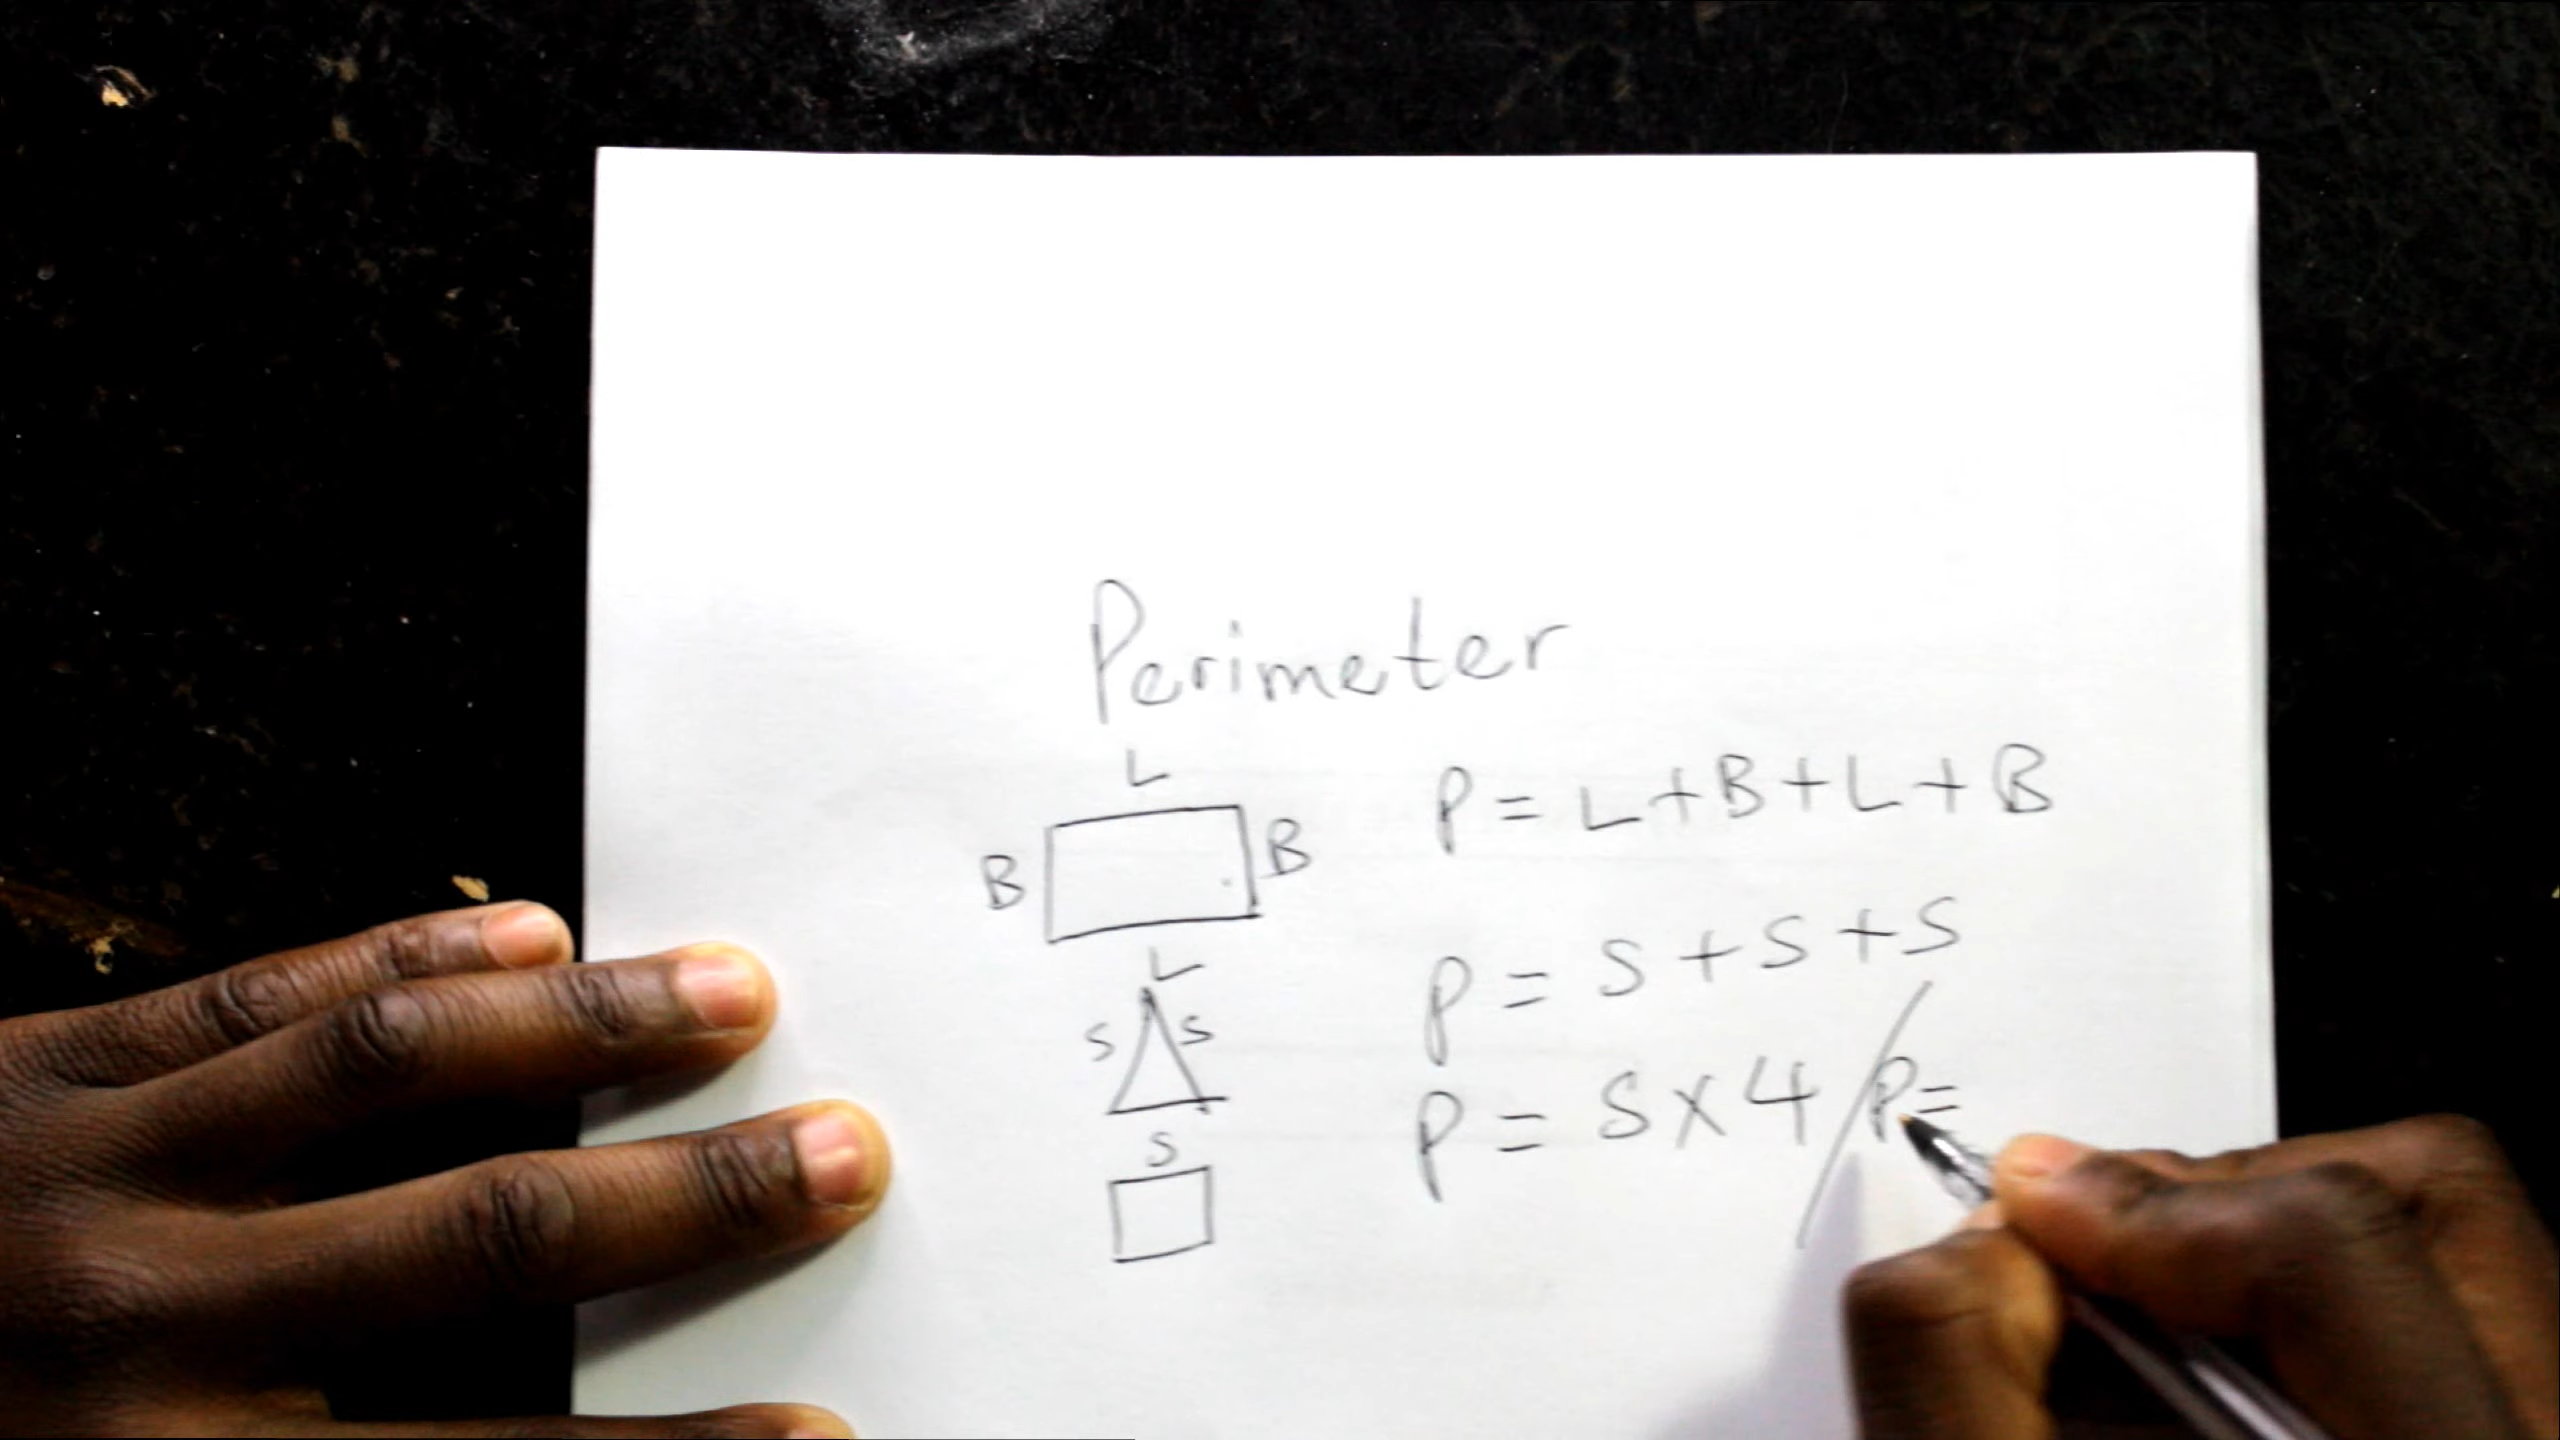 Perimeter
L
B B P = L + B + L + B
L
S S P = S + S + S
S
P = S x 4 / P =